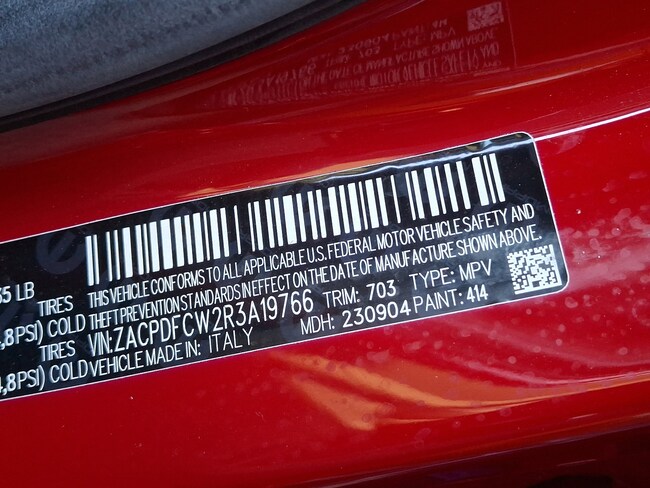 35 LB
TIRES THIS VEHICLE CONFORMS TO ALL APPLICABLE U.S. FEDERAL MOTOR VEHICLE SAFETY AND
,8PSI) COLD THEFT PREVENTION STANDARDS IN EFFECT ON THE DATE OF MANUFACTURE SHOWN ABOVE.
TIRES VIN:ZACPDFCW2R3A19766 TRIM: 703 TYPE: MPV
4,8PSI) COLD VEHICLE MADE IN: ITALY MDH: 230904 PAINT: 414